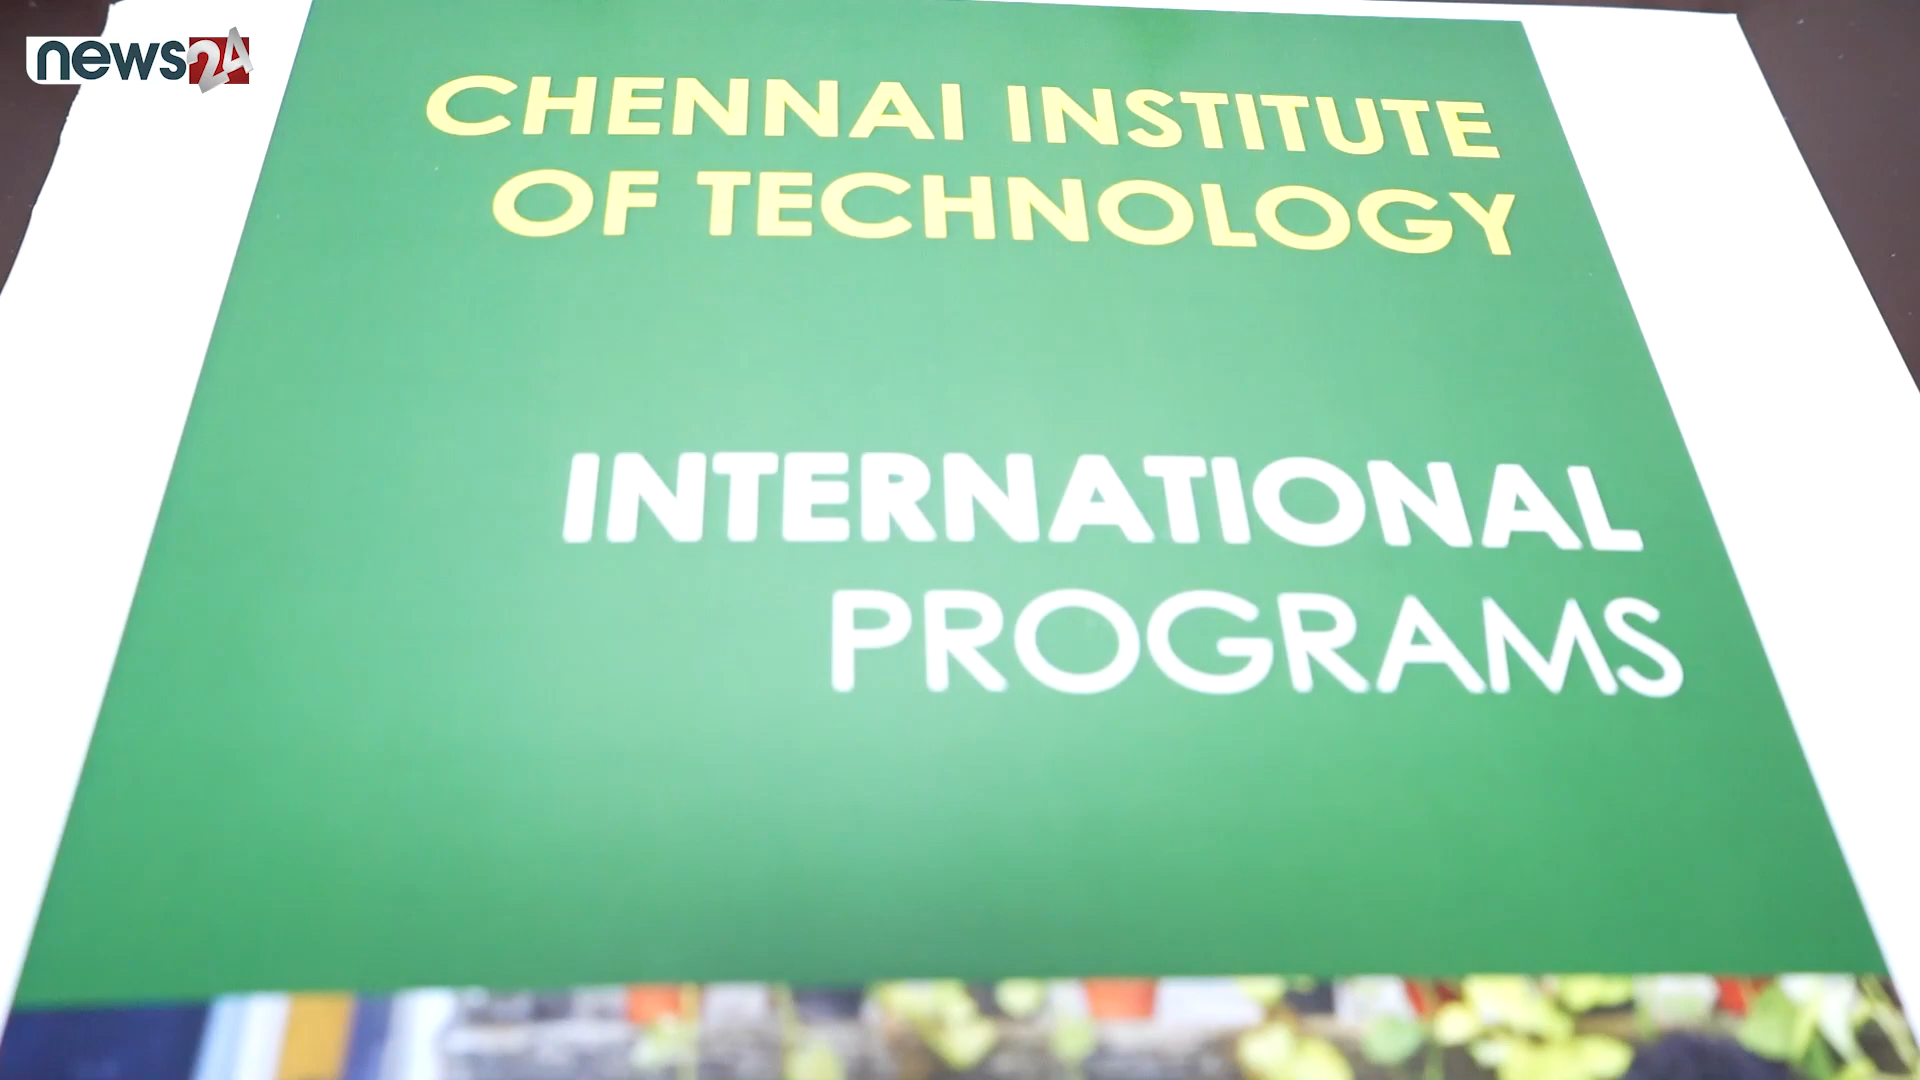 news24
CHENNAI INSTITUTE
OF TECHNOLOGY
INTERNATIONAL
PROGRAMS